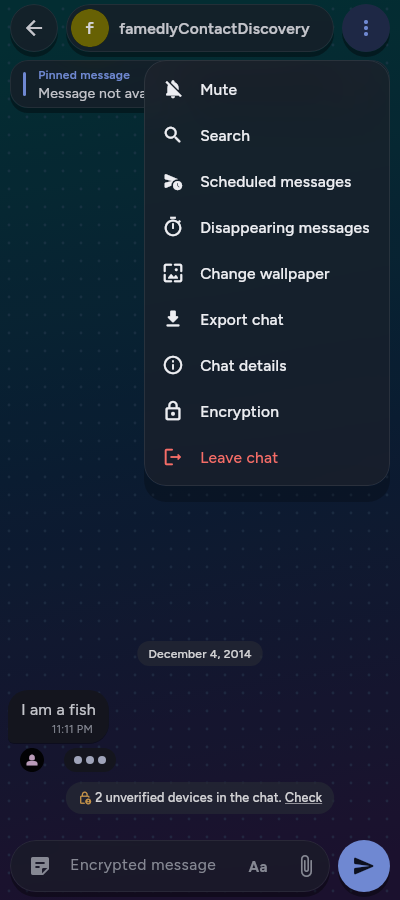 f
famedlyContactDiscovery
Pinned message
Message not ava
Mute
Search
Scheduled messages
Disappearing messages
Change wallpaper
Export chat
Chat details
Encryption
Leave chat
December 4, 2014
I am a fish
11:11 PM
2 unverified devices in the chat. Check
Encrypted message
Aa